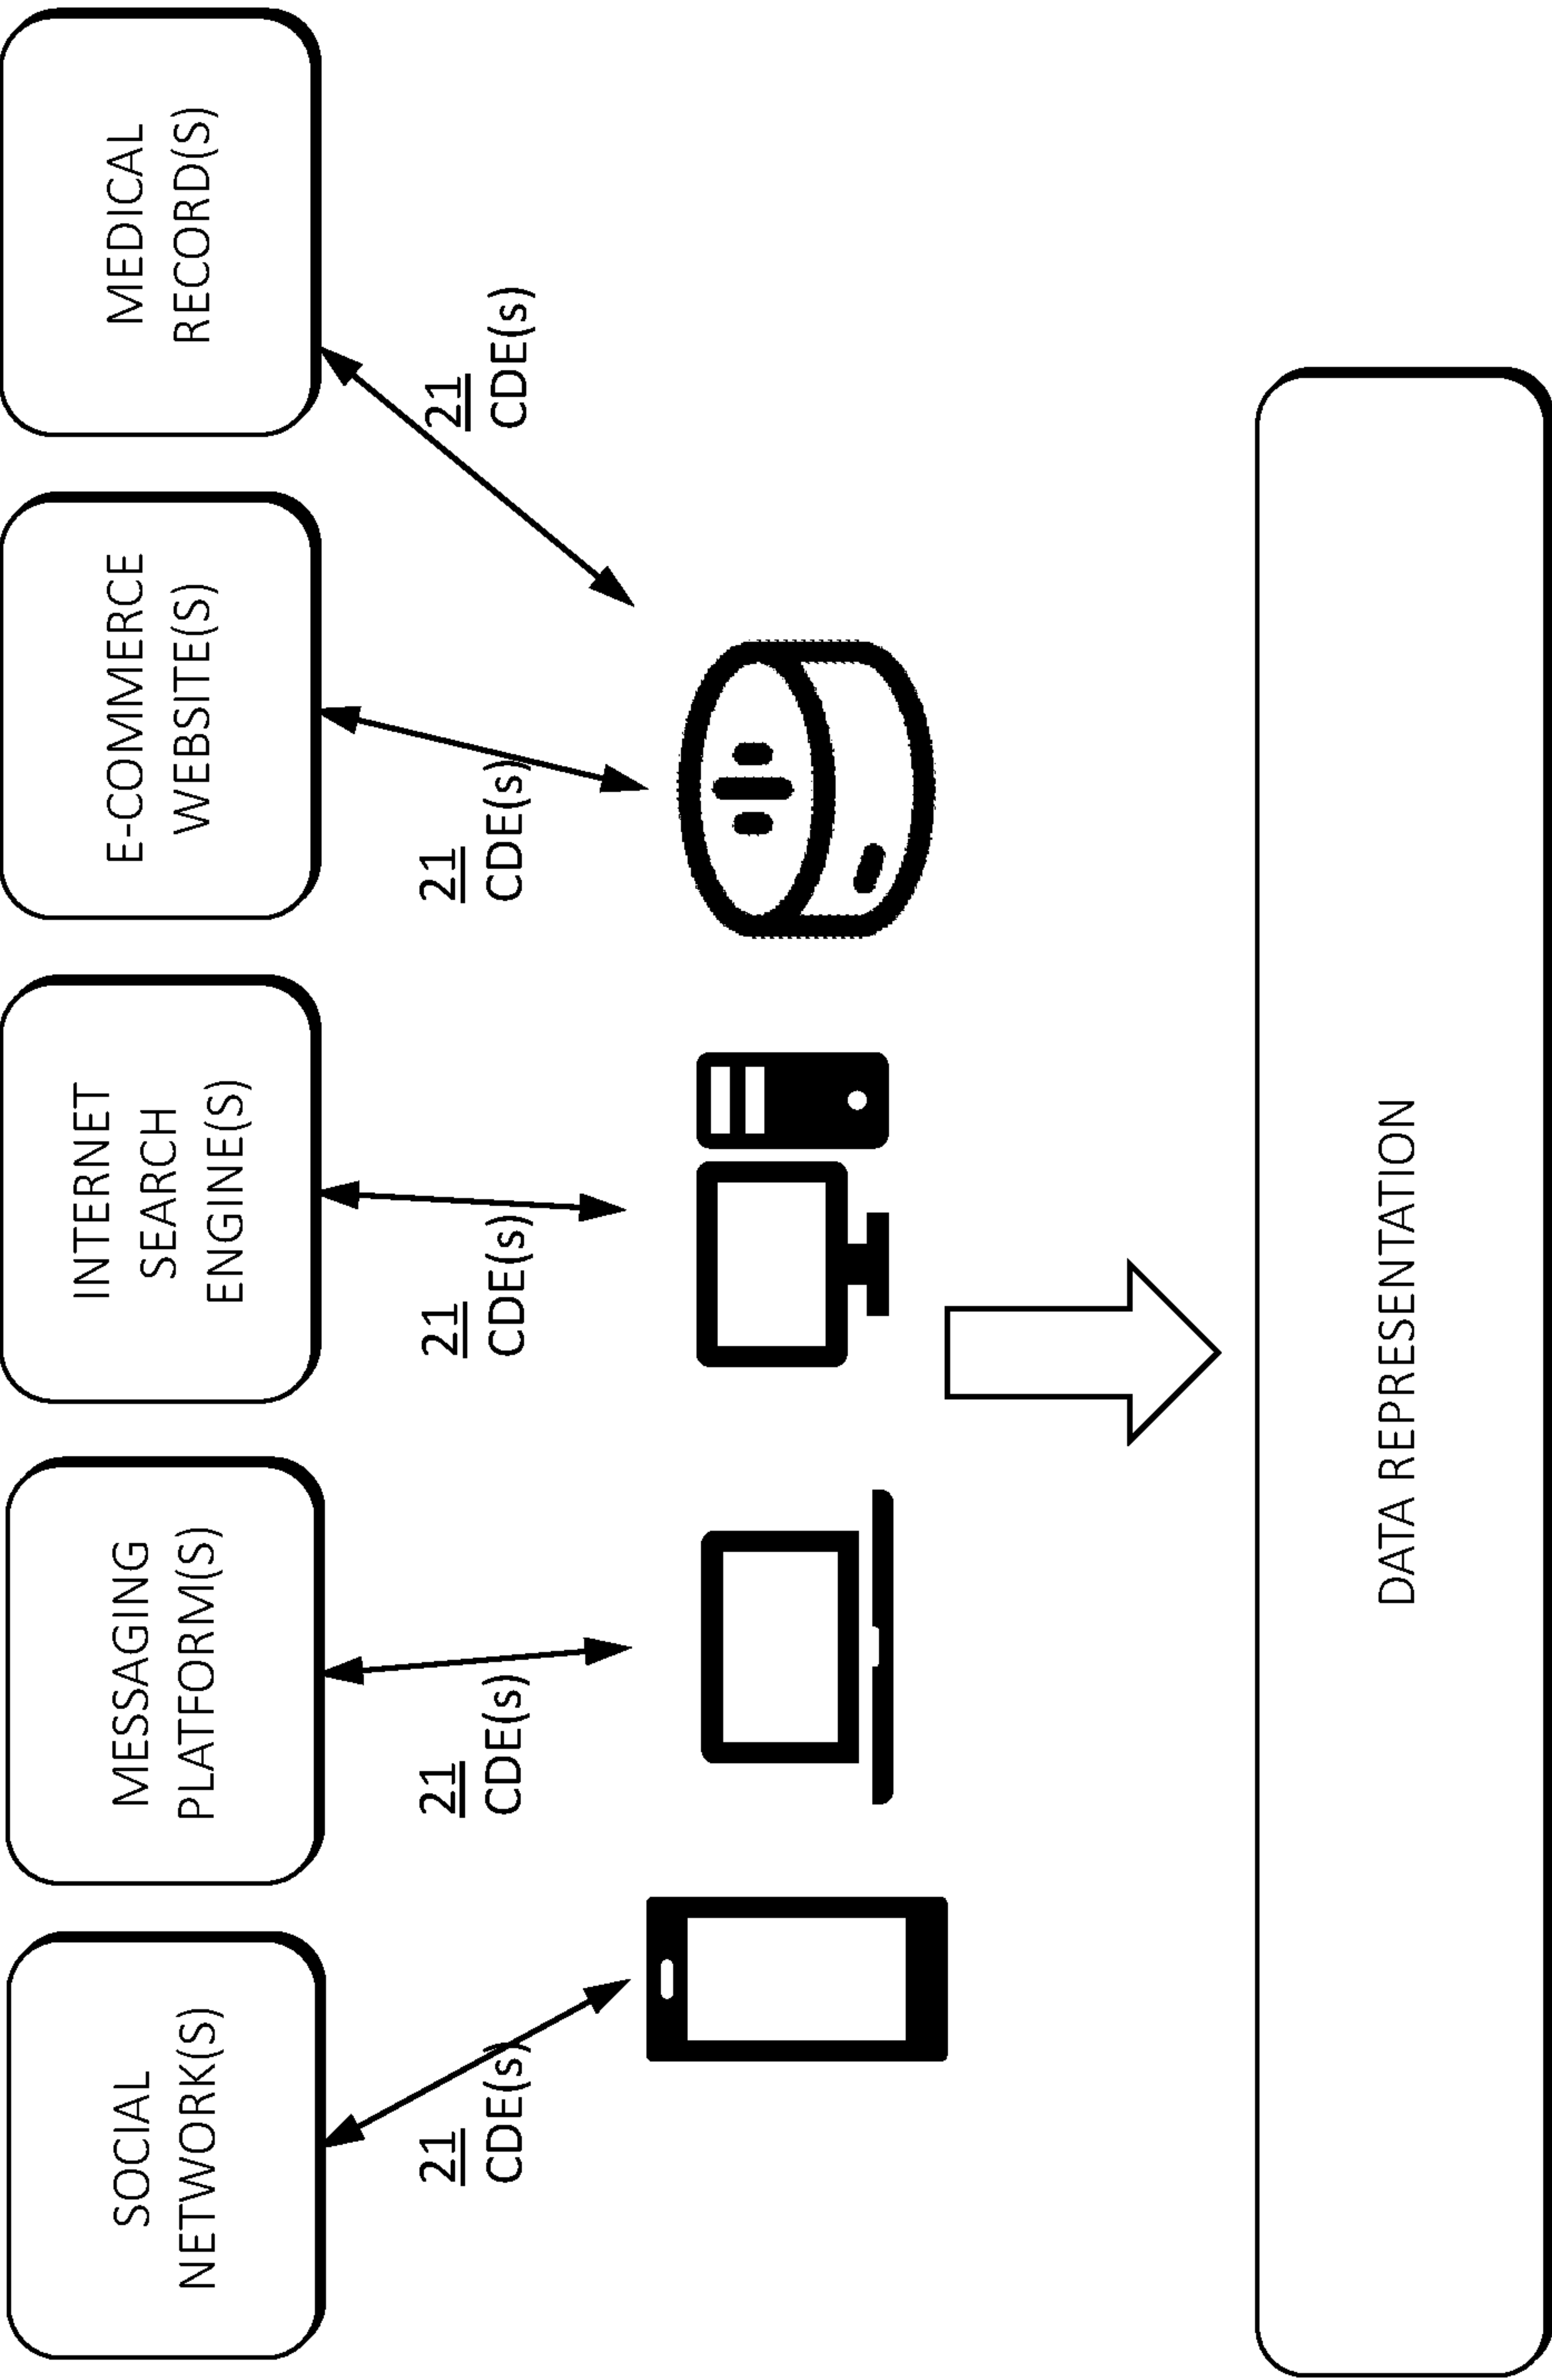 SOCIAL
NETWORK(S)
MESSAGING
PLATFORM(S)
INTERNET
SEARCH
ENGINE(S)
E-COMMERCE
WEBSITE(S)
MEDICAL
RECORD(S)
21
CDE(s)
21
CDE(s)
21
CDE(s)
21
CDE(s)
21
CDE(s)
DATA REPRESENTATION